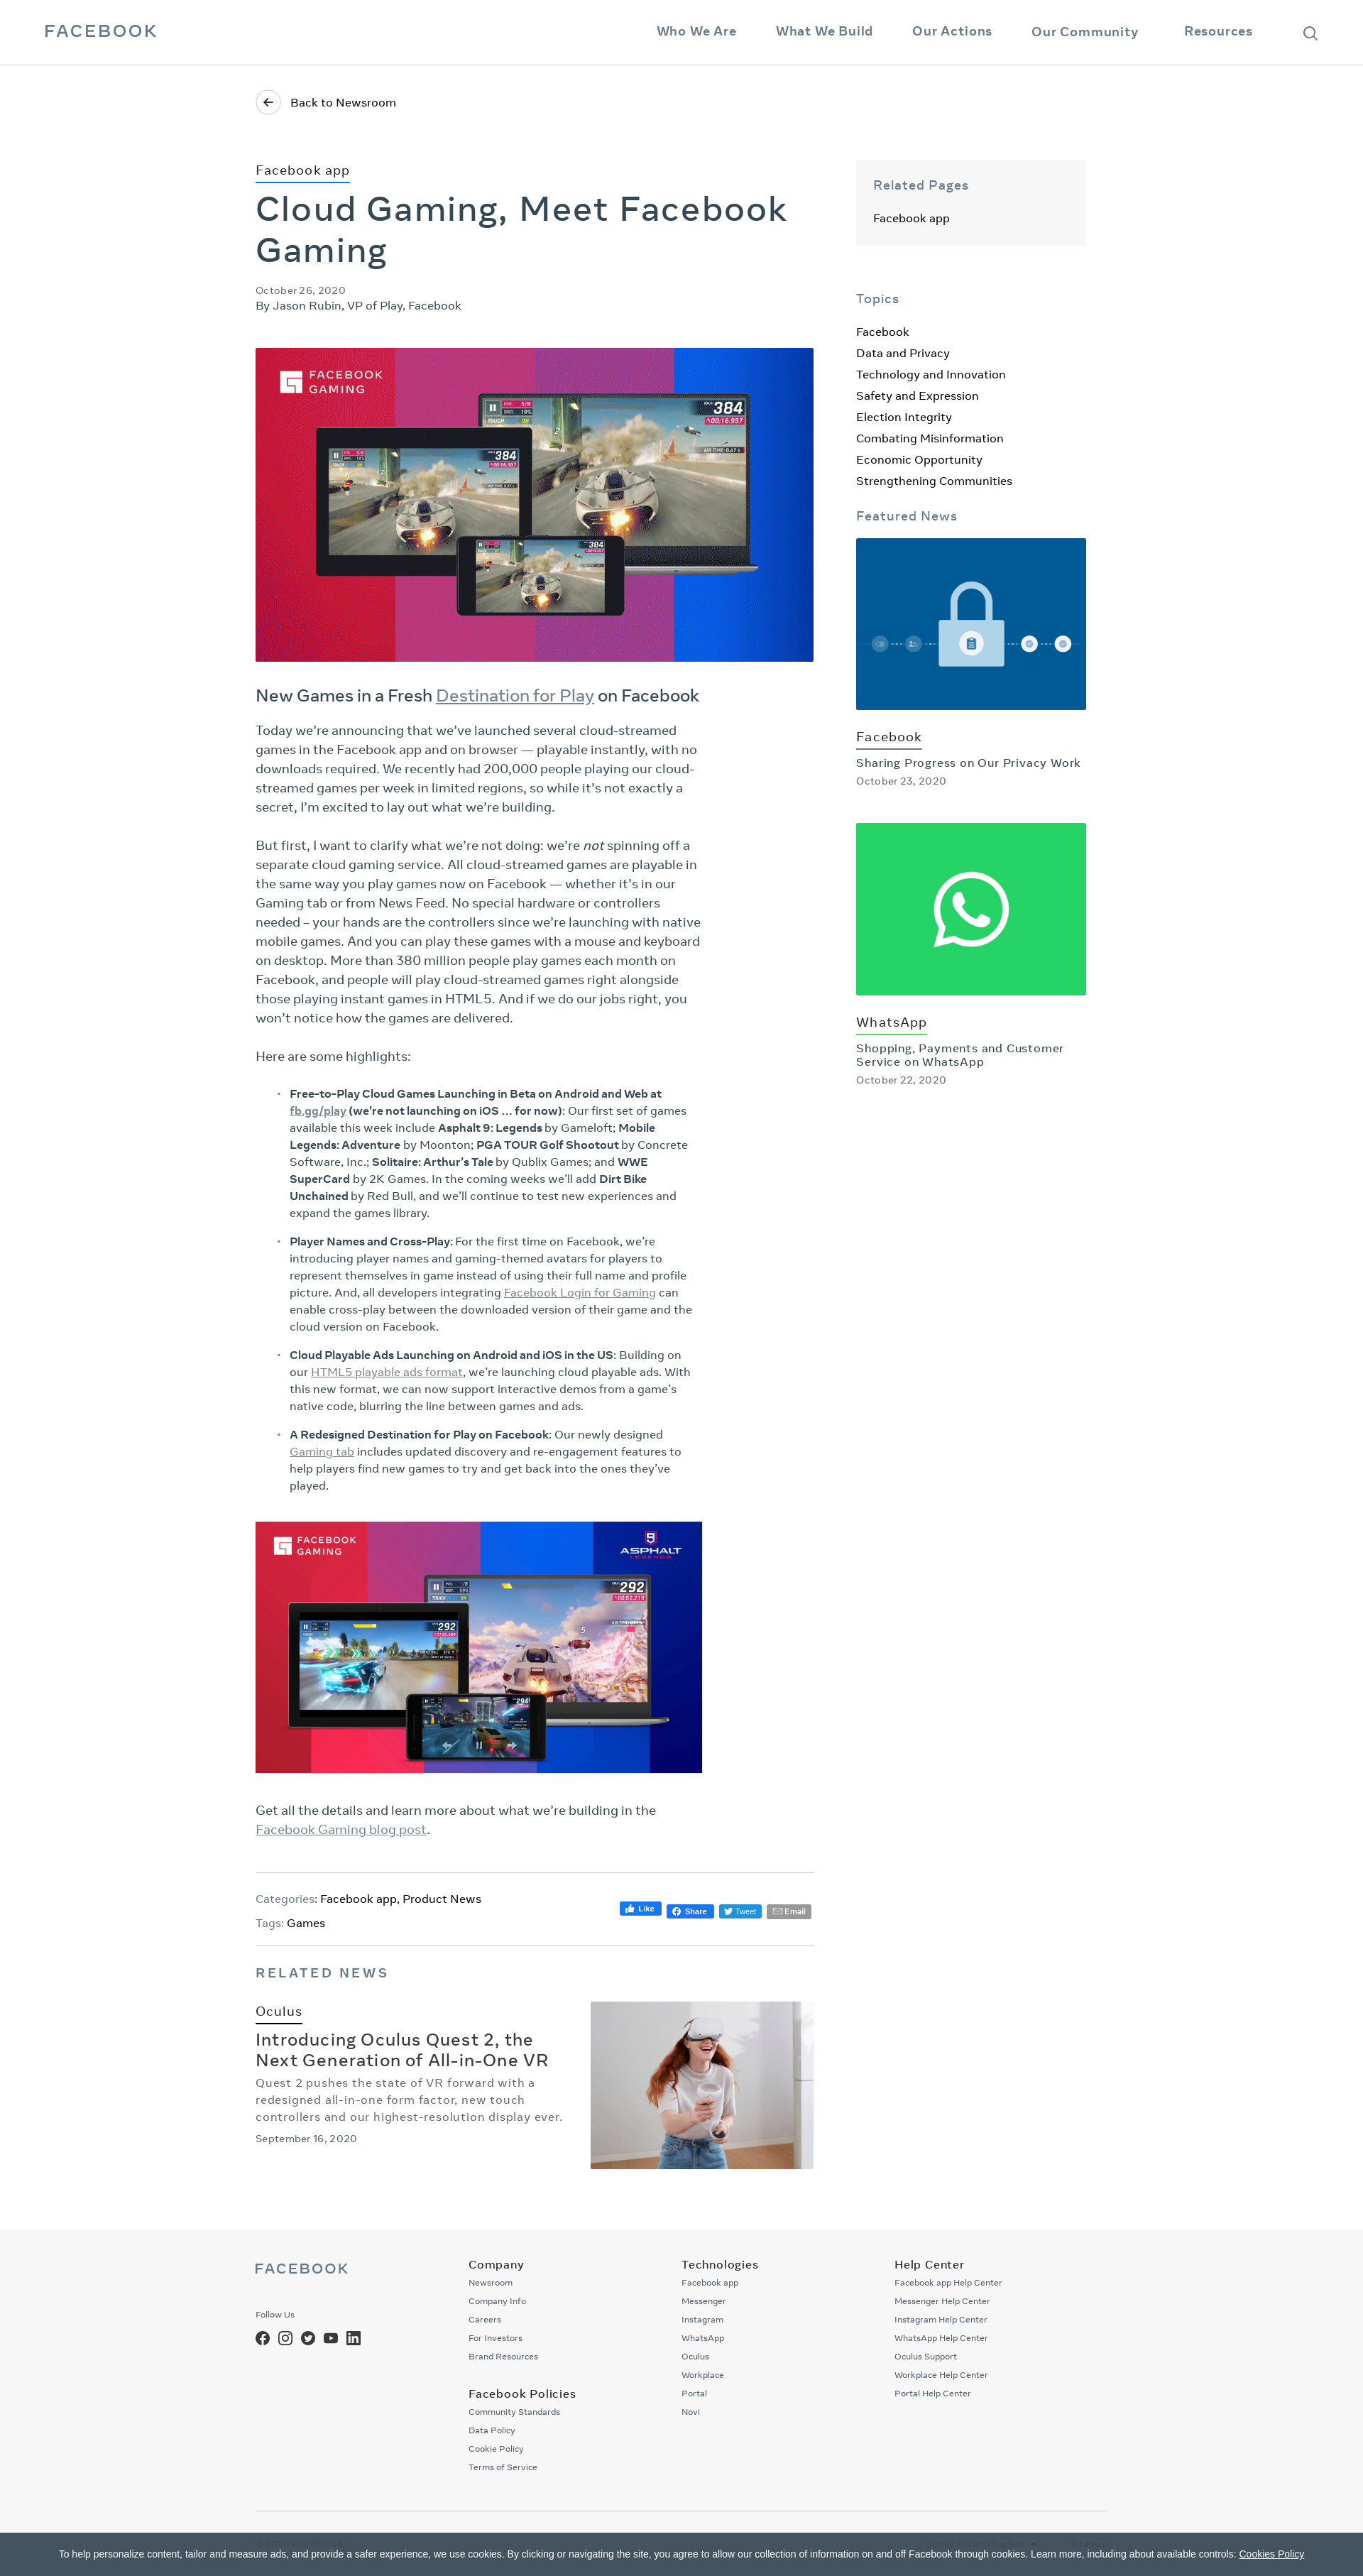 FACEBOOK
Who We Are
What We Build
Our Actions
Our Community
Resources
Back to Newsroom
Facebook app
Cloud Gaming, Meet Facebook
Gaming
October 26, 2020
By Jason Rubin, VP of Play, Facebook
FACEBOOK
GAMING
384
00:16.957
384
384
New Games in a Fresh Destination for Play on Facebook
Today we’re announcing that we’ve launched several cloud-streamed
games in the Facebook app and on browser — playable instantly, with no
downloads required. We recently had 200,000 people playing our cloud-
streamed games per week in limited regions, so while it’s not exactly a
secret, I’m excited to lay out what we’re building.
But first, I want to clarify what we’re not doing: we’re not spinning off a
separate cloud gaming service. All cloud-streamed games are playable in
the same way you play games now on Facebook — whether it’s in our
Gaming tab or from News Feed. No special hardware or controllers
needed – your hands are the controllers since we’re launching with native
mobile games. And you can play these games with a mouse and keyboard
on desktop. More than 380 million people play games each month on
Facebook, and people will play cloud-streamed games right alongside
those playing instant games in HTML5. And if we do our jobs right, you
won’t notice how the games are delivered.
Here are some highlights:
Free-to-Play Cloud Games Launching in Beta on Android and Web at
fb.gg/play (we’re not launching on iOS … for now): Our first set of games
available this week include Asphalt 9: Legends by Gameloft; Mobile
Legends: Adventure by Moonton; PGA TOUR Golf Shootout by Concrete
Software, Inc.; Solitaire: Arthur’s Tale by Qublix Games; and WWE
SuperCard by 2K Games. In the coming weeks we’ll add Dirt Bike
Unchained by Red Bull, and we’ll continue to test new experiences and
expand the games library.
Player Names and Cross-Play: For the first time on Facebook, we’re
introducing player names and gaming-themed avatars for players to
represent themselves in game instead of using their full name and profile
picture. And, all developers integrating Facebook Login for Gaming can
enable cross-play between the downloaded version of their game and the
cloud version on Facebook.
Cloud Playable Ads Launching on Android and iOS in the US: Building on
our HTML5 playable ads format, we’re launching cloud playable ads. With
this new format, we can now support interactive demos from a game’s
native code, blurring the line between games and ads.
A Redesigned Destination for Play on Facebook: Our newly designed
Gaming tab includes updated discovery and re-engagement features to
help players find new games to try and get back into the ones they’ve
played.
FACEBOOK
GAMING
9
ASPHALT
LEGENDS
292
292
294
Get all the details and learn more about what we’re building in the
Facebook Gaming blog post.
Categories: Facebook app, Product News
Tags: Games
Like
Share
Tweet
Email
RELATED NEWS
Oculus
Introducing Oculus Quest 2, the
Next Generation of All-in-One VR
Quest 2 pushes the state of VR forward with a
redesigned all-in-one form factor, new touch
controllers and our highest-resolution display ever.
September 16, 2020
Related Pages
Facebook app
Topics
Facebook
Data and Privacy
Technology and Innovation
Safety and Expression
Election Integrity
Combating Misinformation
Economic Opportunity
Strengthening Communities
Featured News
Facebook
Sharing Progress on Our Privacy Work
October 23, 2020
WhatsApp
Shopping, Payments and Customer
Service on WhatsApp
October 22, 2020
FACEBOOK
Follow Us
Company
Newsroom
Company Info
Careers
For Investors
Brand Resources
Facebook Policies
Community Standards
Data Policy
Cookie Policy
Terms of Service
Technologies
Facebook app
Messenger
Instagram
WhatsApp
Oculus
Workplace
Portal
Novi
Help Center
Facebook app Help Center
Messenger Help Center
Instagram Help Center
WhatsApp Help Center
Oculus Support
Workplace Help Center
Portal Help Center
To help personalize content, tailor and measure ads, and provide a safer experience, we use cookies. By clicking or navigating the site, you agree to allow our collection of information on and off Facebook through cookies. Learn more, including about available controls: Cookies Policy